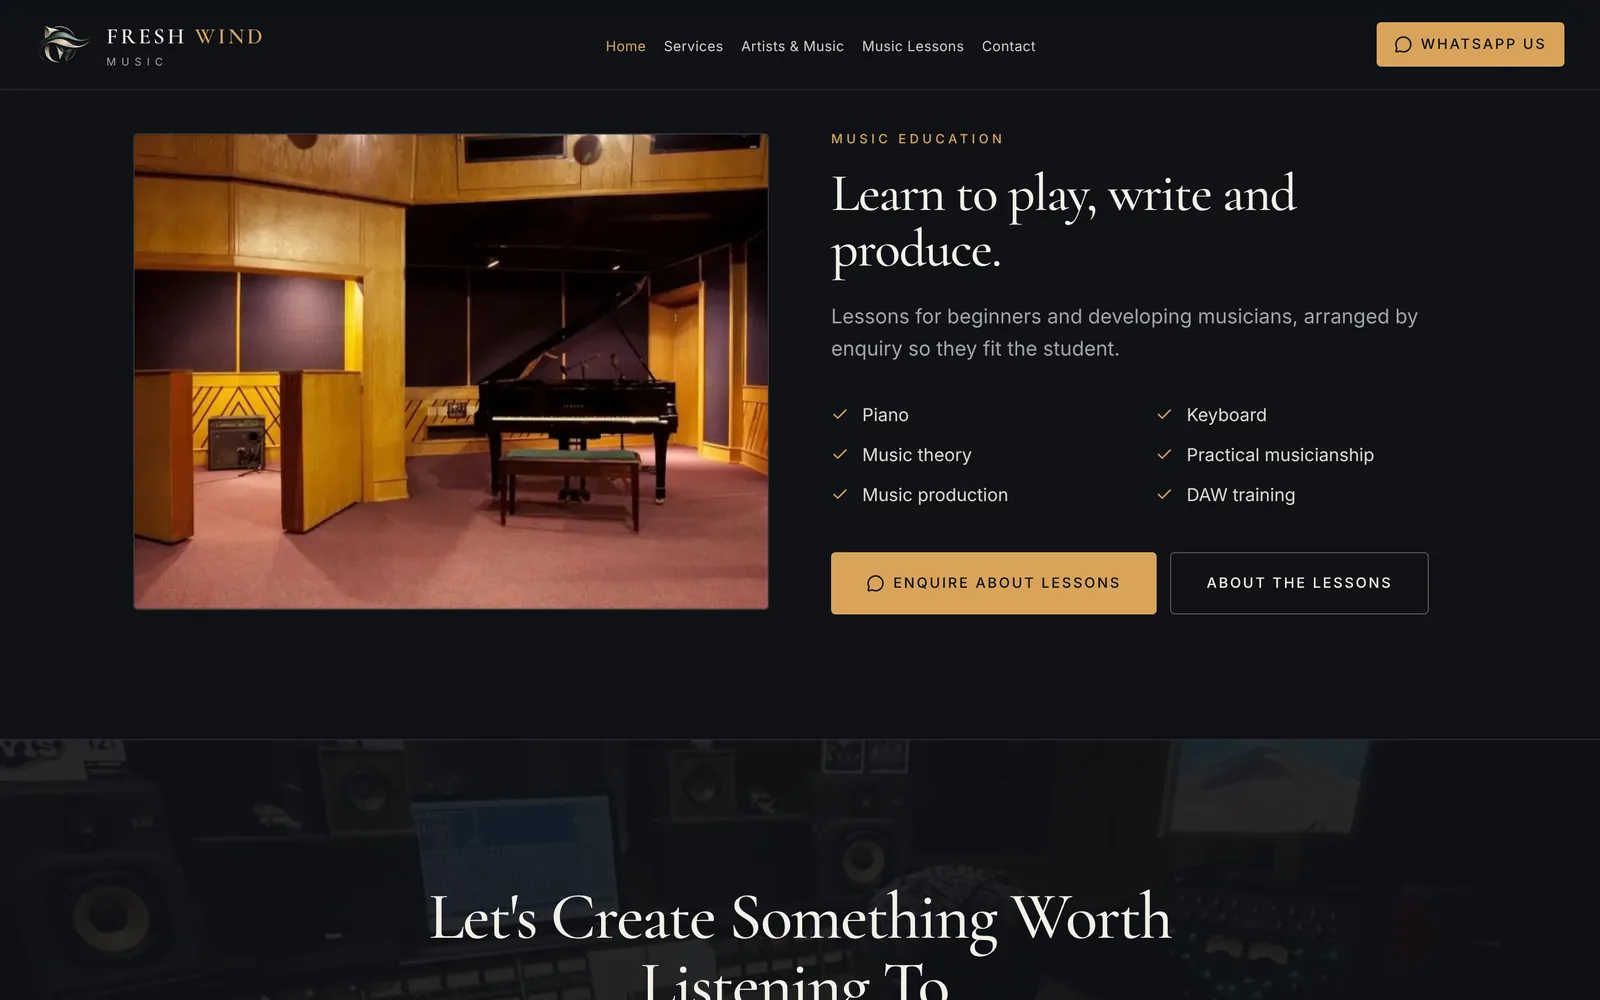 FRESH WIND
MUSIC
Home
Services
Artists & Music
Music Lessons
Contact
WHATSAPP US
MUSIC EDUCATION
Learn to play, write and
produce.
Lessons for beginners and developing musicians, arranged by
enquiry so they fit the student.
Piano
Keyboard
Music theory
Practical musicianship
Music production
DAW training
ENQUIRE ABOUT LESSONS
ABOUT THE LESSONS
Let's Create Something Worth
Listening To